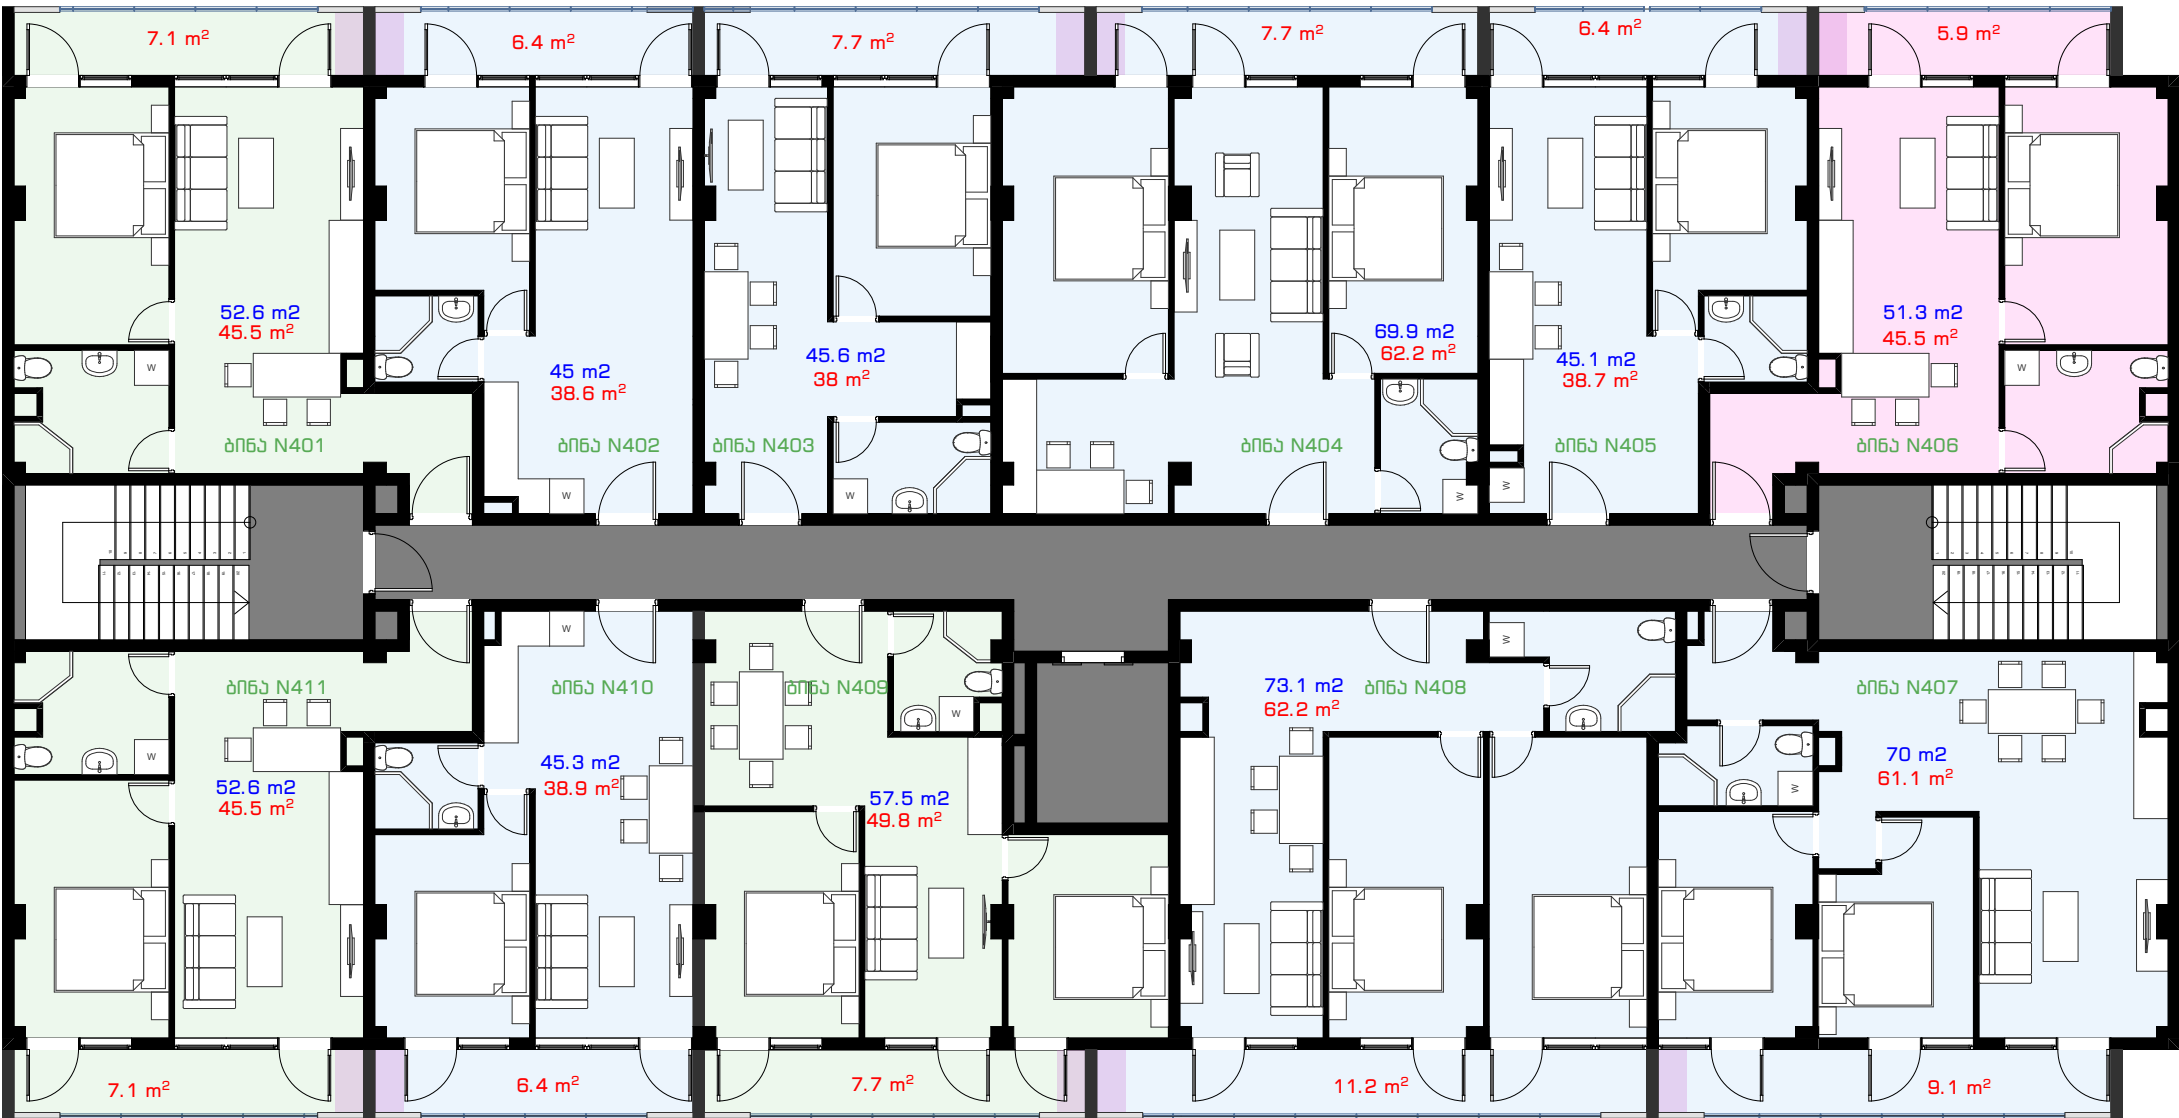 7.1 m²
6.4 m²
7.7 m²
7.7 m²
6.4 m²
5.9 m²
52.6 m2
45.5 m²
ბინა N401
W
45 m2
38.6 m²
ბინა N402
W
45.6 m2
38 m²
ბინა N403
W
69.9 m2
62.2 m²
ბინა N404
W
45.1 m2
38.7 m²
ბინა N405
W
51.3 m2
45.5 m²
ბინა N406
W
ბინა N411
52.6 m2
45.5 m²
W
ბინა N410
45.3 m2
38.9 m²
W
ბინა N409
57.5 m2
49.8 m²
W
73.1 m2
62.2 m²
ბინა N408
W
ბინა N407
70 m2
61.1 m²
W
7.1 m²
6.4 m²
7.7 m²
11.2 m²
9.1 m²